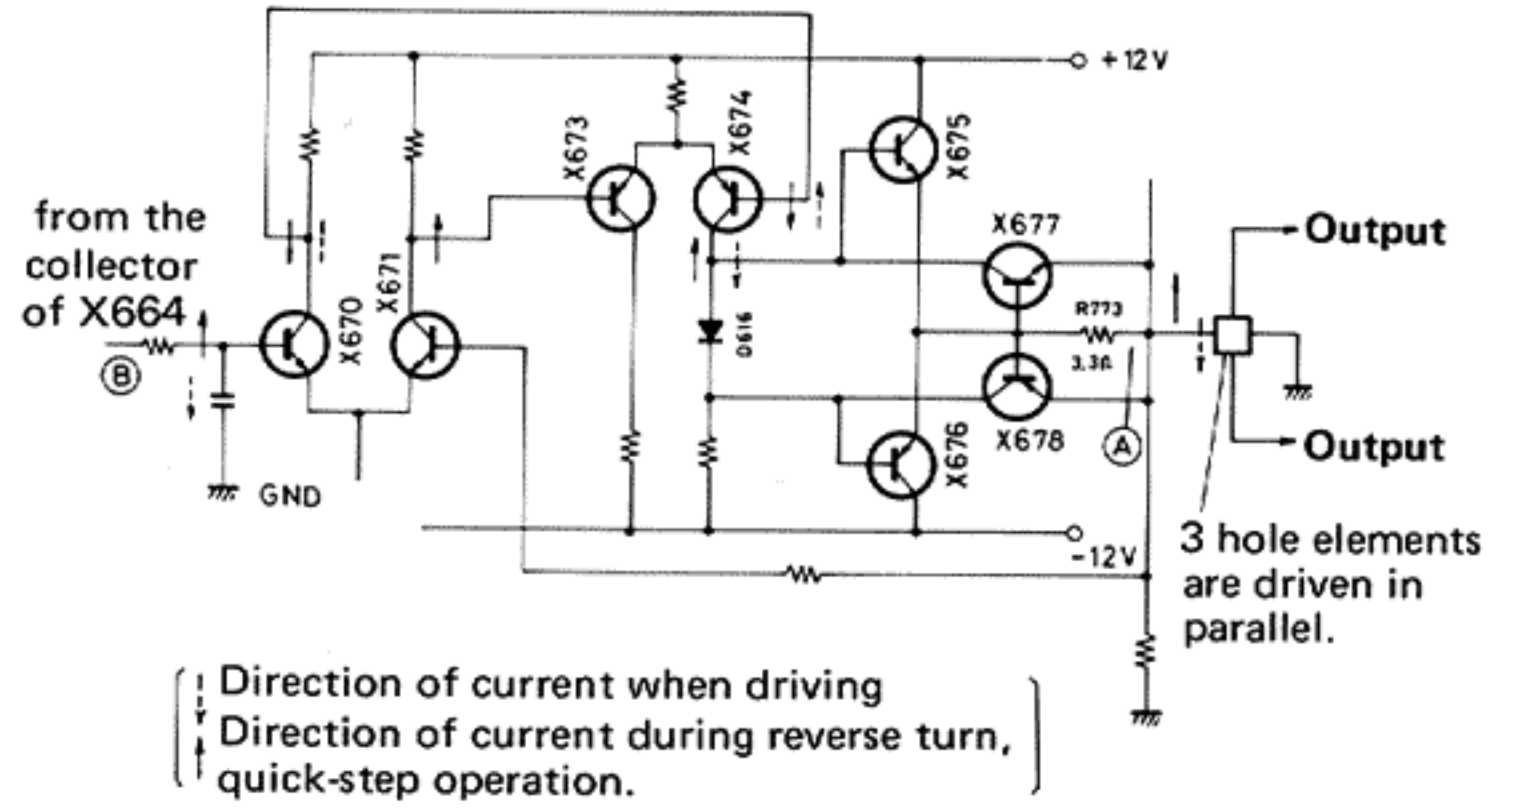 +12V
X673
X674
X675
from the
collector
of X664
B
X670
X671
X677
Output
R773
3.3Ω
D616
X678
A
X676
Output
GND
-12V
3 hole elements
are driven in
parallel.
Direction of current when driving
Direction of current during reverse turn,
quick-step operation.